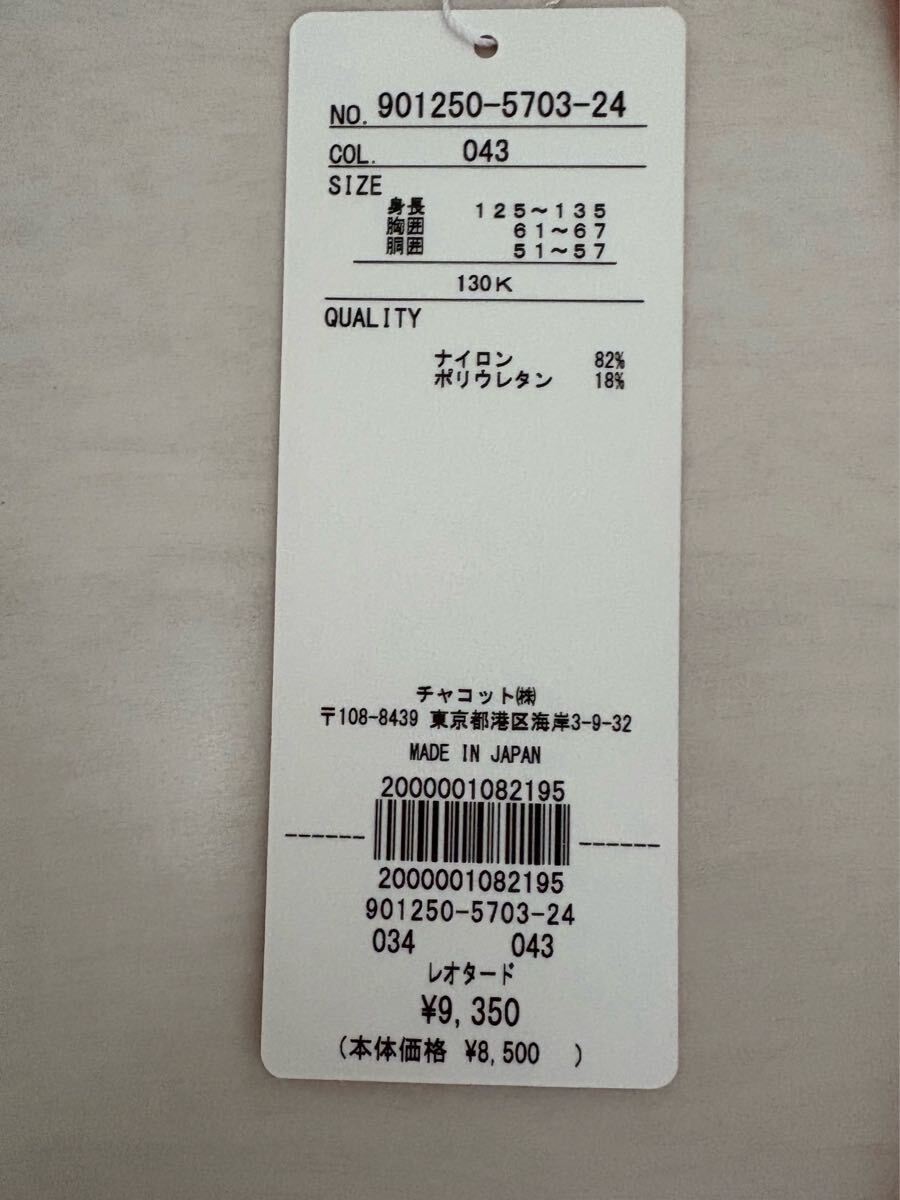 NO. 901250-5703-24
COL. 043
SIZE
身長 125~135
胸囲 61~67
胴囲 51~57
130K
QUALITY
ナイロン 82%
ポリウレタン 18%
チャコット㈱
〒108-8439 東京都港区海岸3-9-32
MADE IN JAPAN
2000001082195
2000001082195
901250-5703-24
034 043
レオタード
¥9,350
(本体価格 ¥8,500 )